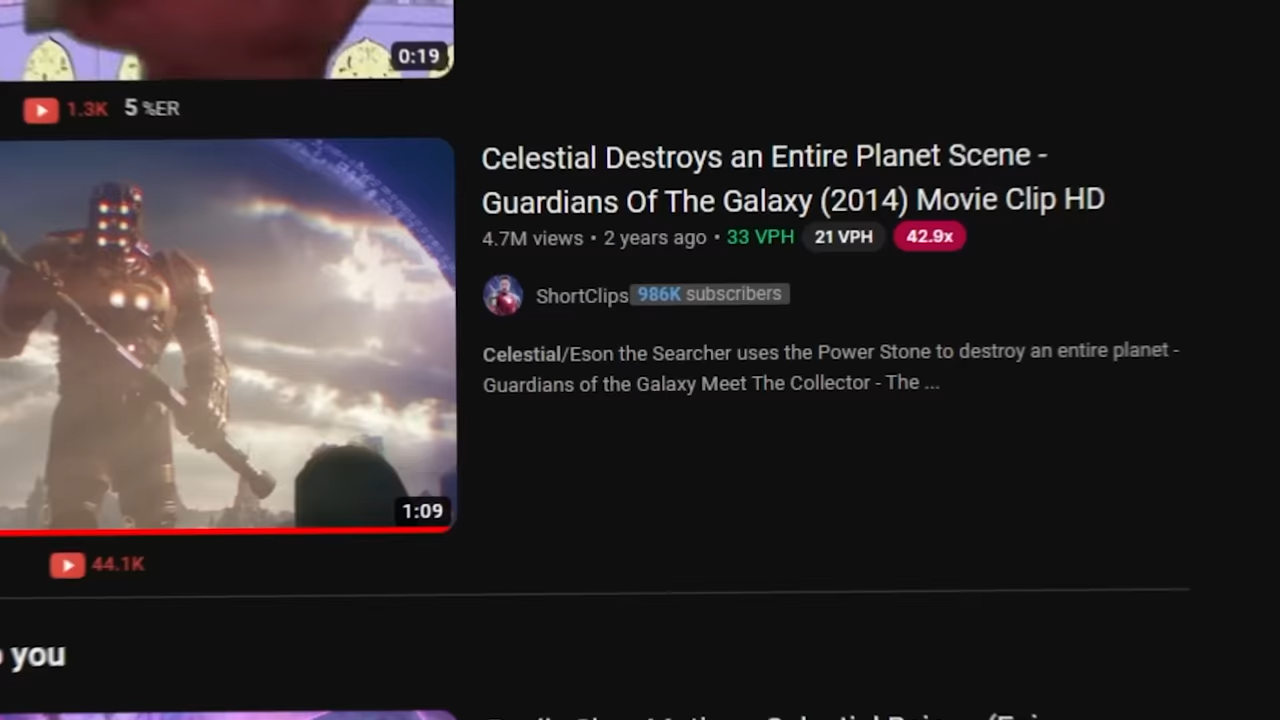 0:19
1.3K 5 %ER
Celestial Destroys an Entire Planet Scene -
Guardians Of The Galaxy (2014) Movie Clip HD
4.7M views • 2 years ago • 33 VPH 21 VPH 42.9x
ShortClips 986K subscribers
Celestial/Eson the Searcher uses the Power Stone to destroy an entire planet -
Guardians of the Galaxy Meet The Collector - The ...
1:09
44.1K
you